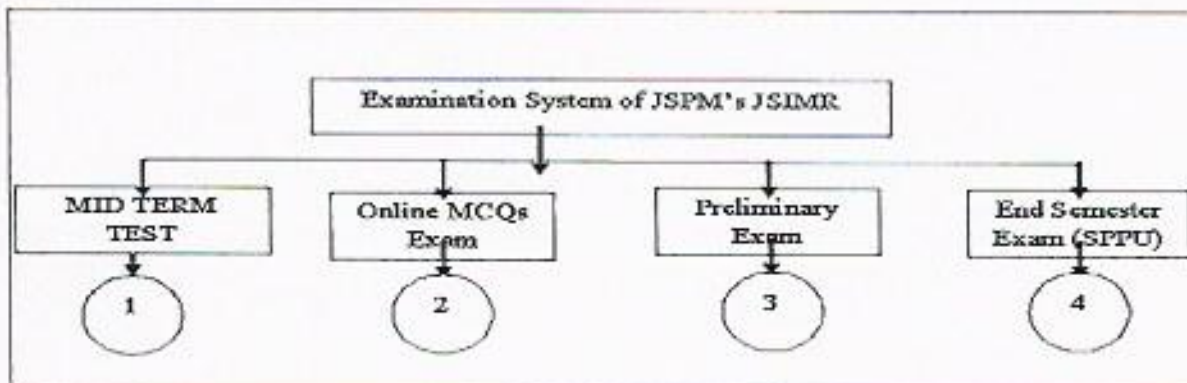 Examination System of JSPM's JSIMR
MID TERM
TEST
Online MCQs
Exam
Preliminary
Exam
End Semester
Exam (SPPU)
1
2
3
4